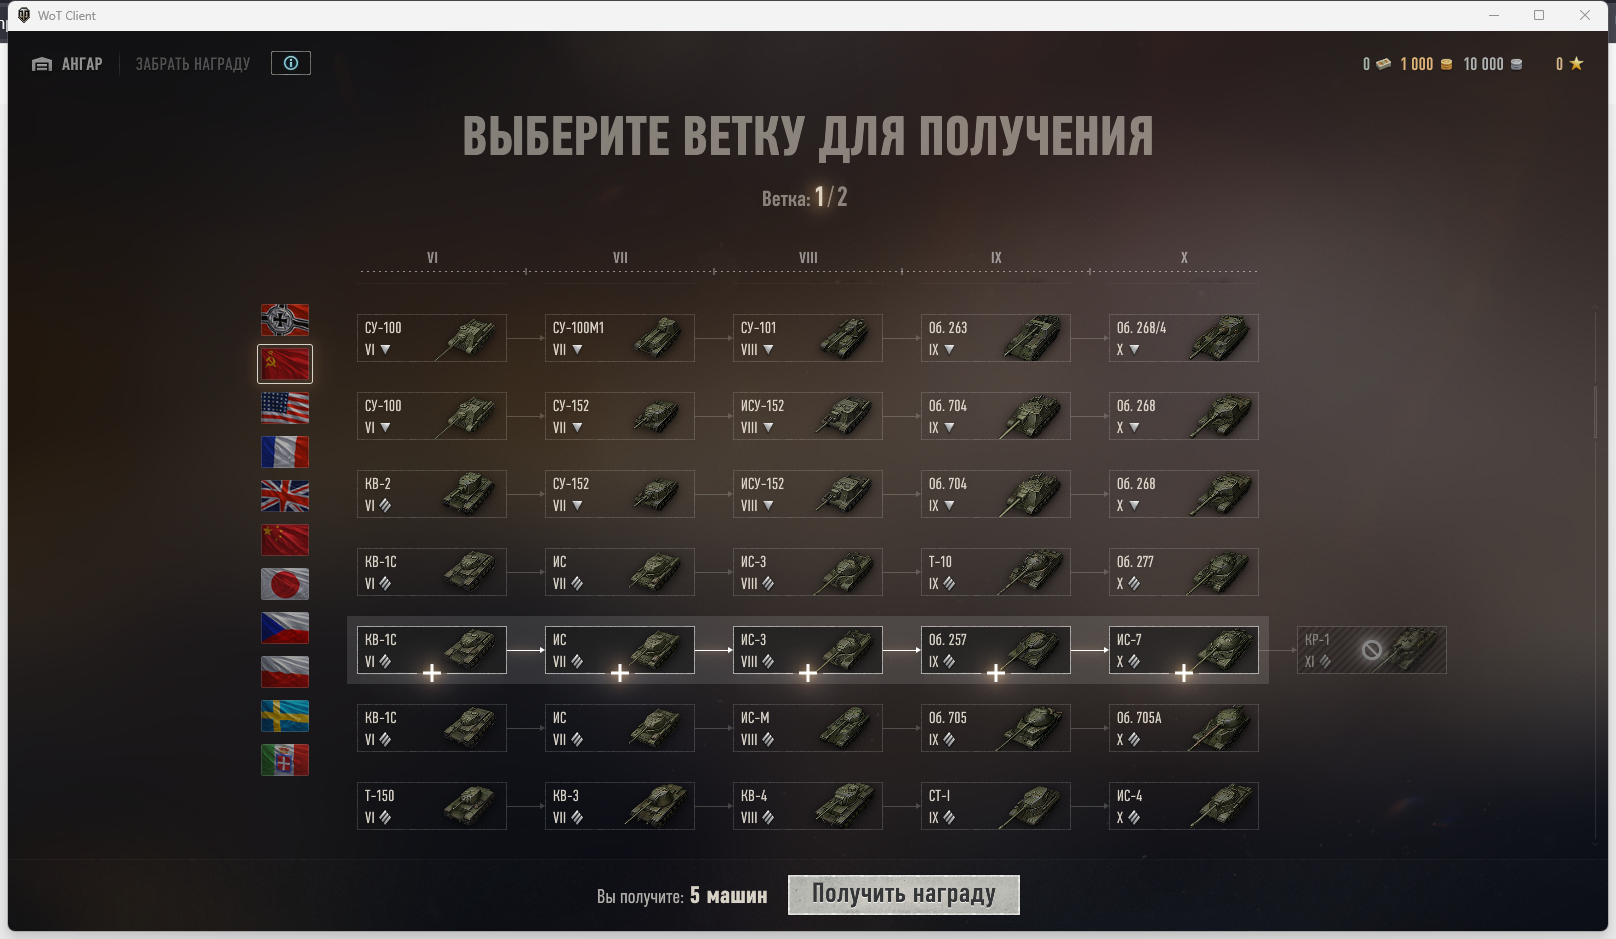 WoT Client
АНГАР
ЗАБРАТЬ НАГРАДУ
0 1 000 10 000 0
ВЫБЕРИТЕ ВЕТКУ ДЛЯ ПОЛУЧЕНИЯ
Ветка: 1/2
VI VII VIII IX X
СУ-100 СУ-100М1 СУ-101 Об. 263 Об. 268/4
VI VII VIII IX X
СУ-100 СУ-152 ИСУ-152 Об. 704 Об. 268
VI VII VIII IX X
КВ-2 СУ-152 ИСУ-152 Об. 704 Об. 268
VI VII VIII IX X
КВ-1С ИС ИС-3 Т-10 Об. 277
VI VII VIII IX X
КВ-1С ИС ИС-3 Об. 257 ИС-7 КР-1
VI VII VIII IX X XI
КВ-1С ИС ИС-М Об. 705 Об. 705А
VI VII VIII IX X
Т-150 КВ-3 КВ-4 СТ-I ИС-4
VI VII VIII IX X
Вы получите: 5 машин
Получить награду